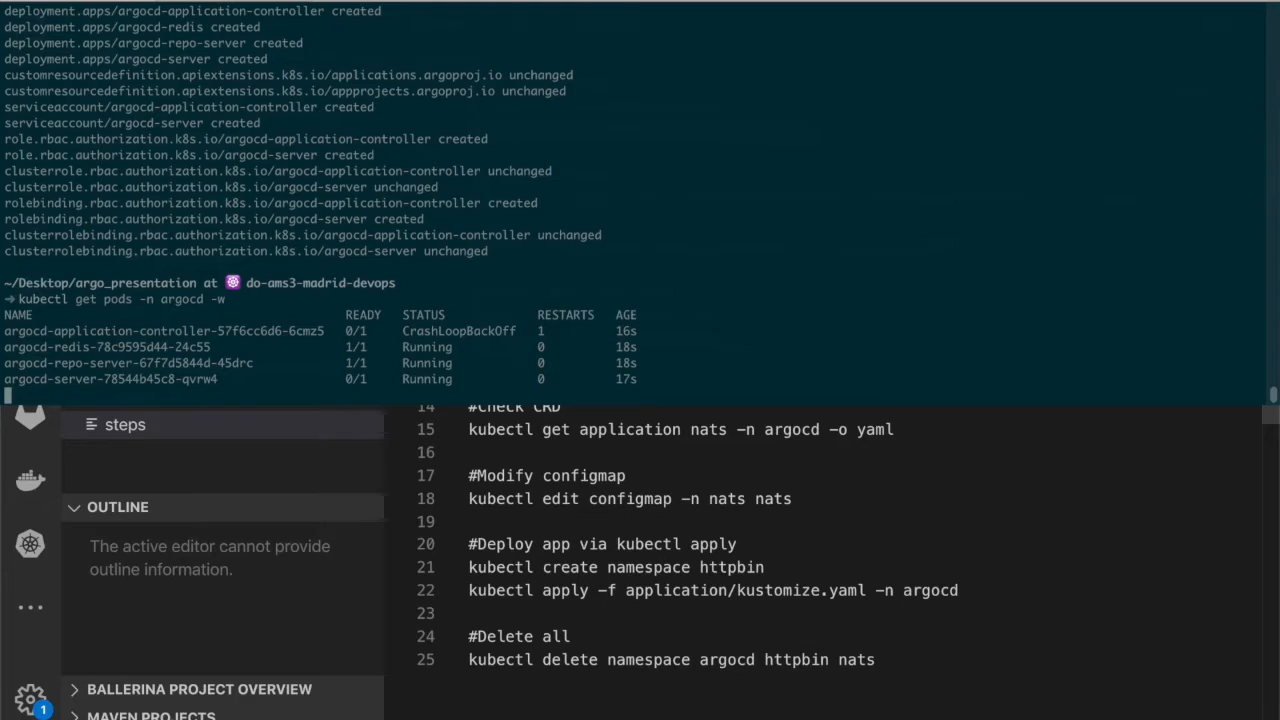 deployment.apps/argocd-application-controller created
deployment.apps/argocd-redis created
deployment.apps/argocd-repo-server created
deployment.apps/argocd-server created
customresourcedefinition.apiextensions.k8s.io/applications.argoproj.io unchanged
customresourcedefinition.apiextensions.k8s.io/appprojects.argoproj.io unchanged
serviceaccount/argocd-application-controller created
serviceaccount/argocd-server created
role.rbac.authorization.k8s.io/argocd-application-controller created
role.rbac.authorization.k8s.io/argocd-server created
clusterrole.rbac.authorization.k8s.io/argocd-application-controller unchanged
clusterrole.rbac.authorization.k8s.io/argocd-server unchanged
rolebinding.rbac.authorization.k8s.io/argocd-application-controller created
rolebinding.rbac.authorization.k8s.io/argocd-server created
clusterrolebinding.rbac.authorization.k8s.io/argocd-application-controller unchanged
clusterrolebinding.rbac.authorization.k8s.io/argocd-server unchanged
~/Desktop/argo_presentation at do-ams3-madrid-devops
➜ kubectl get pods -n argocd -w
NAME READY STATUS RESTARTS AGE
argocd-application-controller-57f6cc6d6-6cmz5 0/1 CrashLoopBackOff 1 16s
argocd-redis-78c9595d44-24c55 1/1 Running 0 18s
argocd-repo-server-67f7d5844d-45drc 1/1 Running 0 18s
argocd-server-78544b45c8-qvrw4 0/1 Running 0 17s
steps
OUTLINE
The active editor cannot provide
outline information.
BALLERINA PROJECT OVERVIEW
MAVEN PROJECTS
1
14 #Check CRD
15 kubectl get application nats -n argocd -o yaml
16
17 #Modify configmap
18 kubectl edit configmap -n nats nats
19
20 #Deploy app via kubectl apply
21 kubectl create namespace httpbin
22 kubectl apply -f application/kustomize.yaml -n argocd
23
24 #Delete all
25 kubectl delete namespace argocd httpbin nats